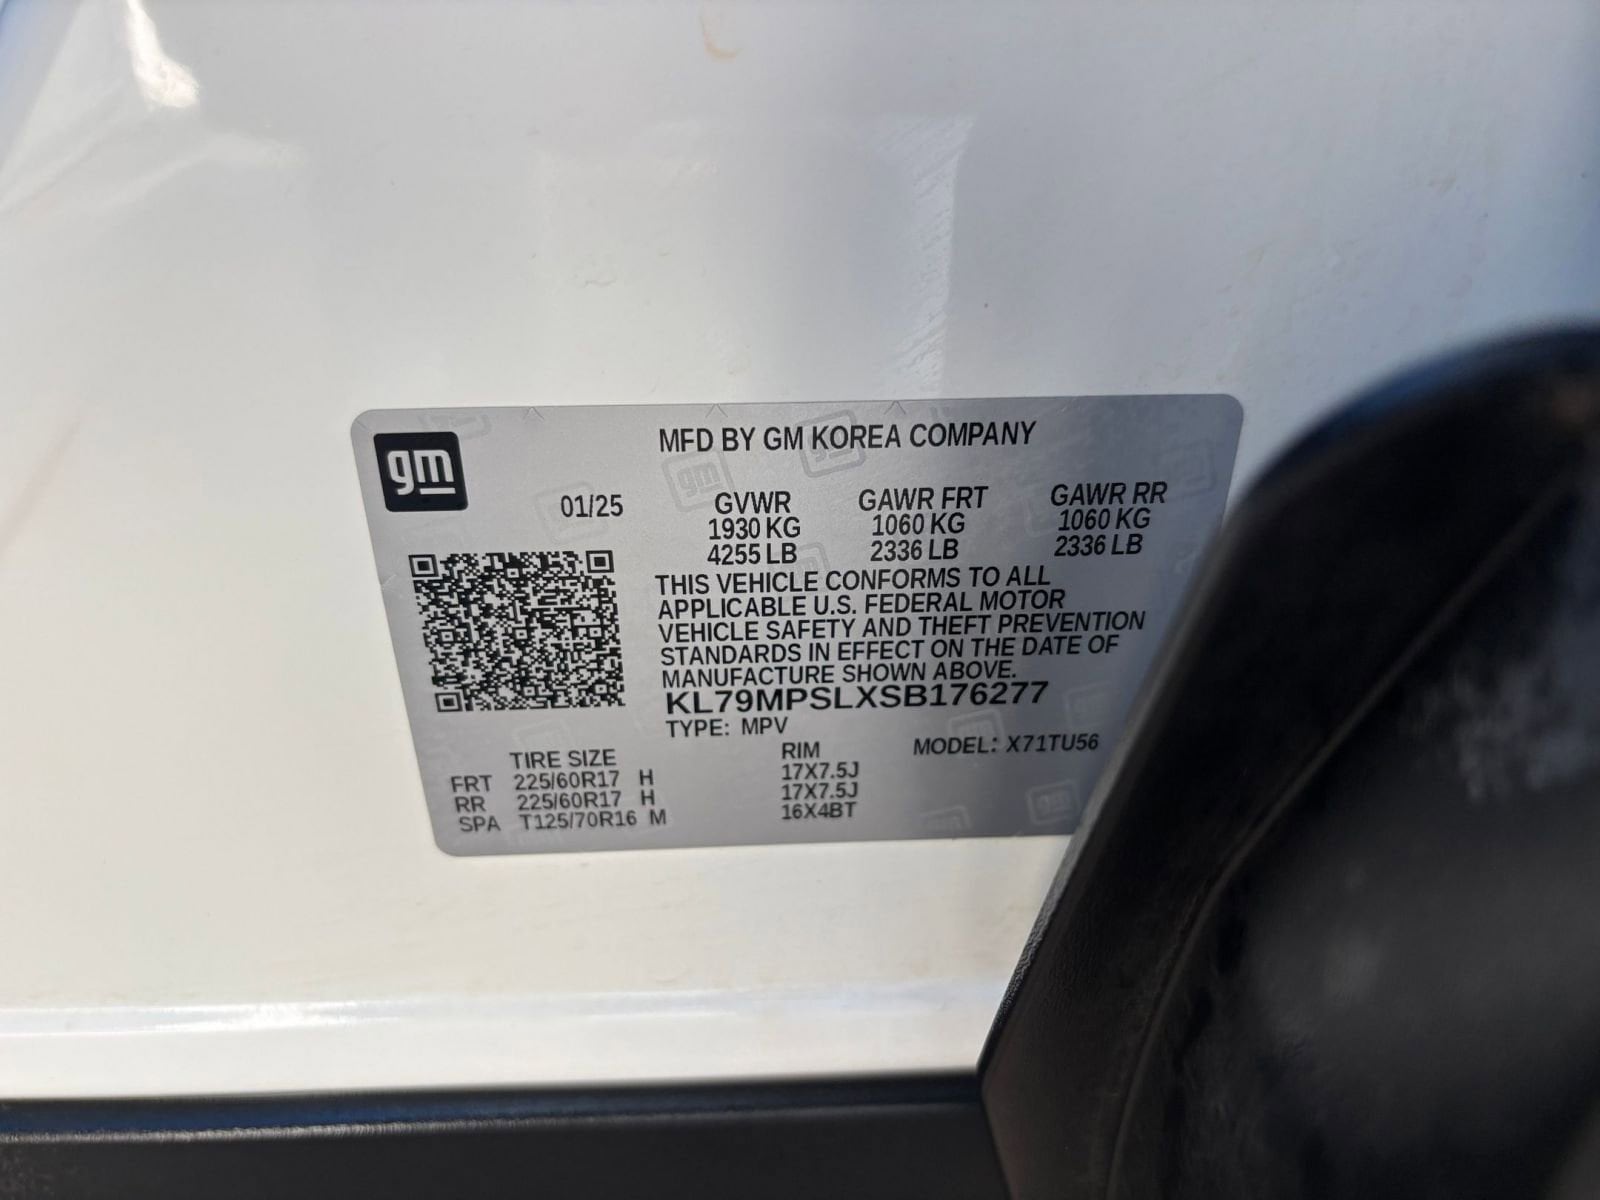 gm
MFD BY GM KOREA COMPANY
01/25 GVWR GAWR FRT GAWR RR
1930 KG 1060 KG 1060 KG
4255 LB 2336 LB 2336 LB
THIS VEHICLE CONFORMS TO ALL
APPLICABLE U.S. FEDERAL MOTOR
VEHICLE SAFETY AND THEFT PREVENTION
STANDARDS IN EFFECT ON THE DATE OF
MANUFACTURE SHOWN ABOVE.
KL79MPSLXSB176277
TYPE: MPV
MODEL: X71TU56
TIRE SIZE RIM
FRT 225/60R17 H 17X7.5J
RR 225/60R17 H 17X7.5J
SPA T125/70R16 M 16X4BT